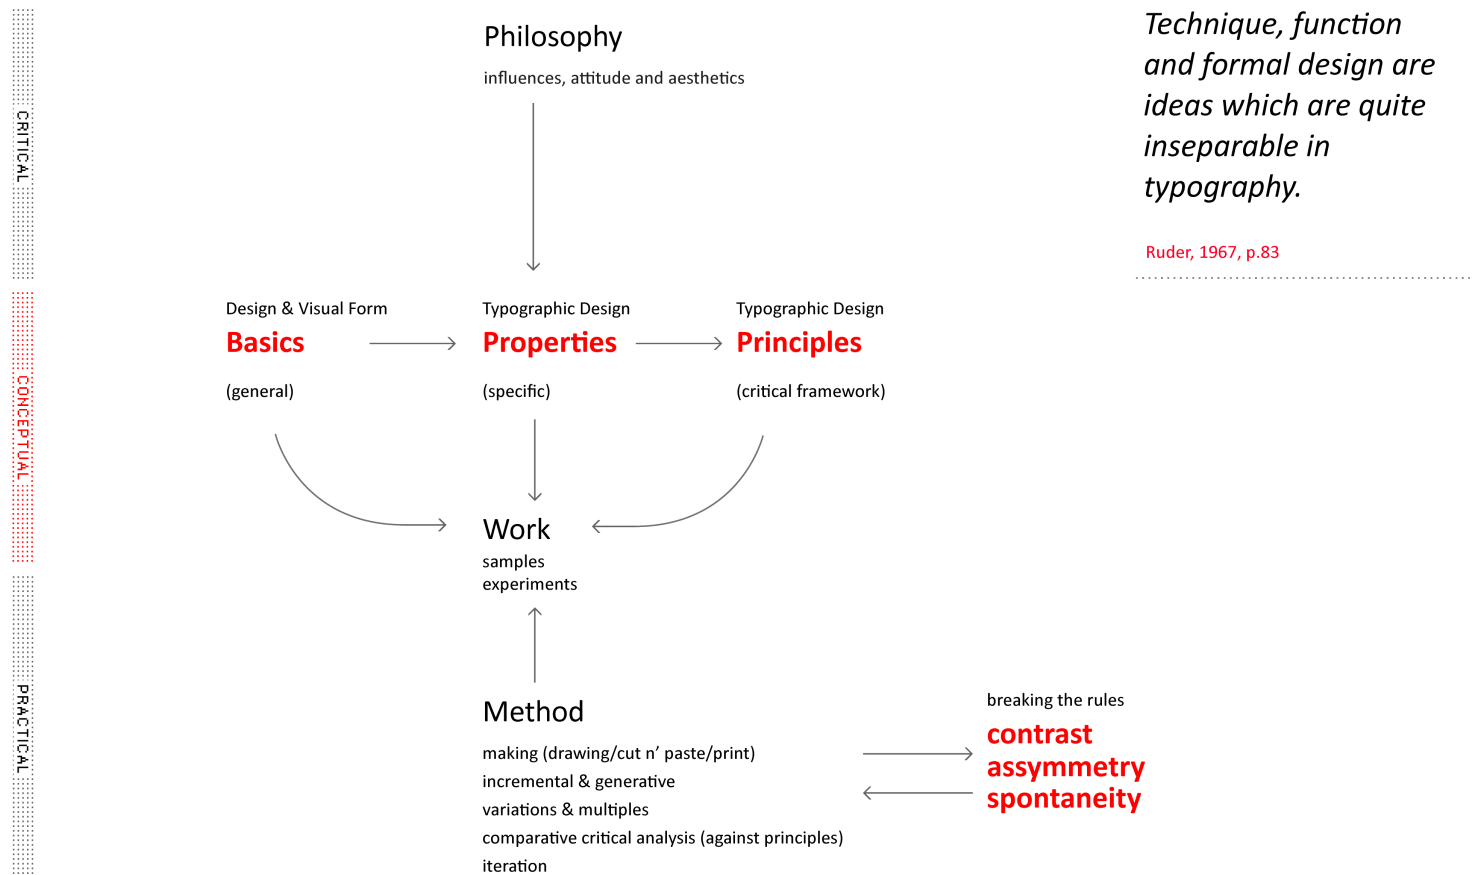 CRITICAL
Philosophy
influences, attitude and aesthetics
Technique, function
and formal design are
ideas which are quite
inseparable in
typography.
Ruder, 1967, p.83
CONCEPTUAL
Design & Visual Form
Basics
(general)
Typographic Design
Properties
(specific)
Typographic Design
Principles
(critical framework)
Work
samples
experiments
PRACTICAL
Method
making (drawing/cut n’ paste/print)
incremental & generative
variations & multiples
comparative critical analysis (against principles)
iteration
breaking the rules
contrast
assymmetry
spontaneity